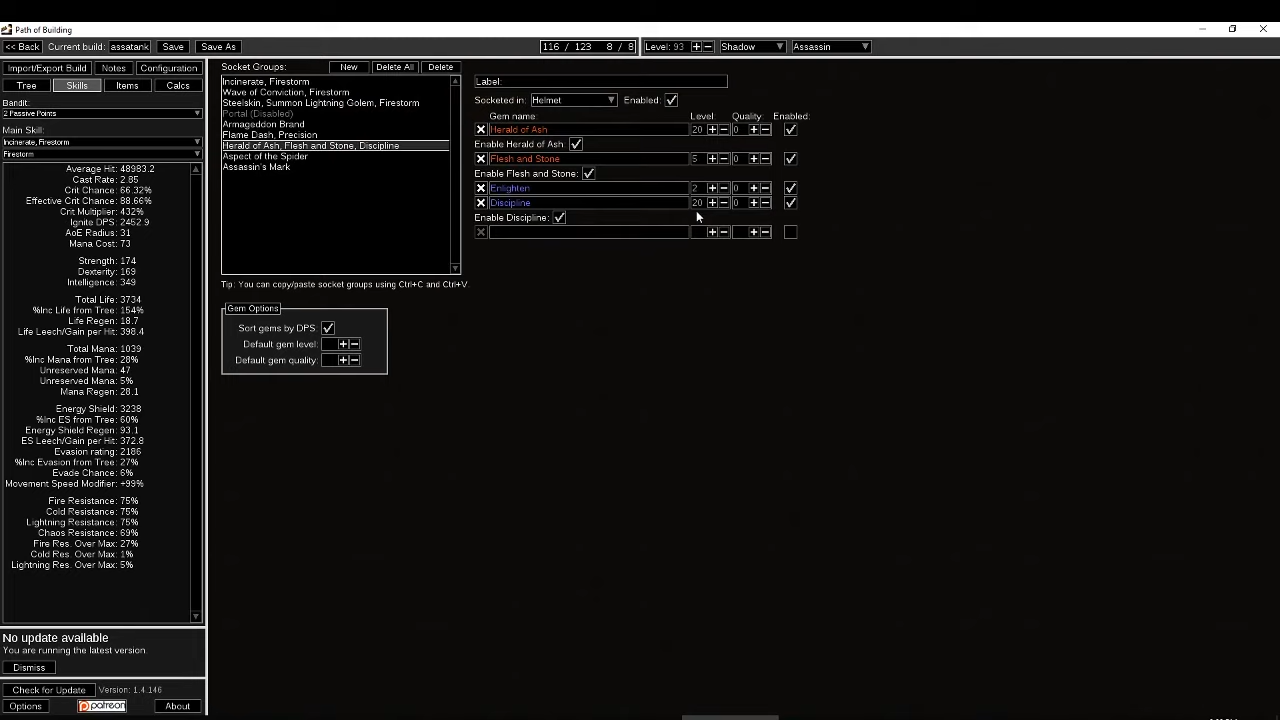 Path of Building
<< Back Current build: assatank Save Save As 116 / 123 8 / 8 Level: 93 + − Shadow Assassin
Import/Export Build Notes Configuration
Tree Skills Items Calcs
Bandit:
2 Passive Points
Main Skill:
Incinerate, Firestorm
Firestorm
Average Hit: 48983.2
Cast Rate: 2.85
Crit Chance: 66.32%
Effective Crit Chance: 88.66%
Crit Multiplier: 432%
Ignite DPS: 2452.9
AoE Radius: 31
Mana Cost: 73
Strength: 174
Dexterity: 169
Intelligence: 349
Total Life: 3734
%Inc Life from Tree: 154%
Life Regen: 18.7
Life Leech/Gain per Hit: 398.4
Total Mana: 1039
%Inc Mana from Tree: 28%
Unreserved Mana: 47
Unreserved Mana: 5%
Mana Regen: 28.1
Energy Shield: 3238
%Inc ES from Tree: 60%
Energy Shield Regen: 93.1
ES Leech/Gain per Hit: 372.8
Evasion rating: 2186
%Inc Evasion from Tree: 27%
Evade Chance: 6%
Movement Speed Modifier: +99%
Fire Resistance: 75%
Cold Resistance: 75%
Lightning Resistance: 75%
Chaos Resistance: 69%
Fire Res. Over Max: 27%
Cold Res. Over Max: 1%
Lightning Res. Over Max: 5%
No update available
You are running the latest version.
Dismiss
Check for Update Version: 1.4.146
Options patreon About
Socket Groups: New Delete All Delete
Incinerate, Firestorm
Wave of Conviction, Firestorm
Steelskin, Summon Lightning Golem, Firestorm
Portal (Disabled)
Armageddon Brand
Flame Dash, Precision
Herald of Ash, Flesh and Stone, Discipline
Aspect of the Spider
Assassin's Mark
Tip: You can copy/paste socket groups using Ctrl+C and Ctrl+V.
Gem Options
Sort gems by DPS:
Default gem level: + −
Default gem quality: + −
Label:
Socketed in: Helmet Enabled:
Gem name: Level: Quality: Enabled:
Herald of Ash 20 + − 0 + −
Enable Herald of Ash:
Flesh and Stone 5 + − 0 + −
Enable Flesh and Stone:
Enlighten 2 + − 0 + −
Discipline 20 + − 0 + −
Enable Discipline:
+ − + −